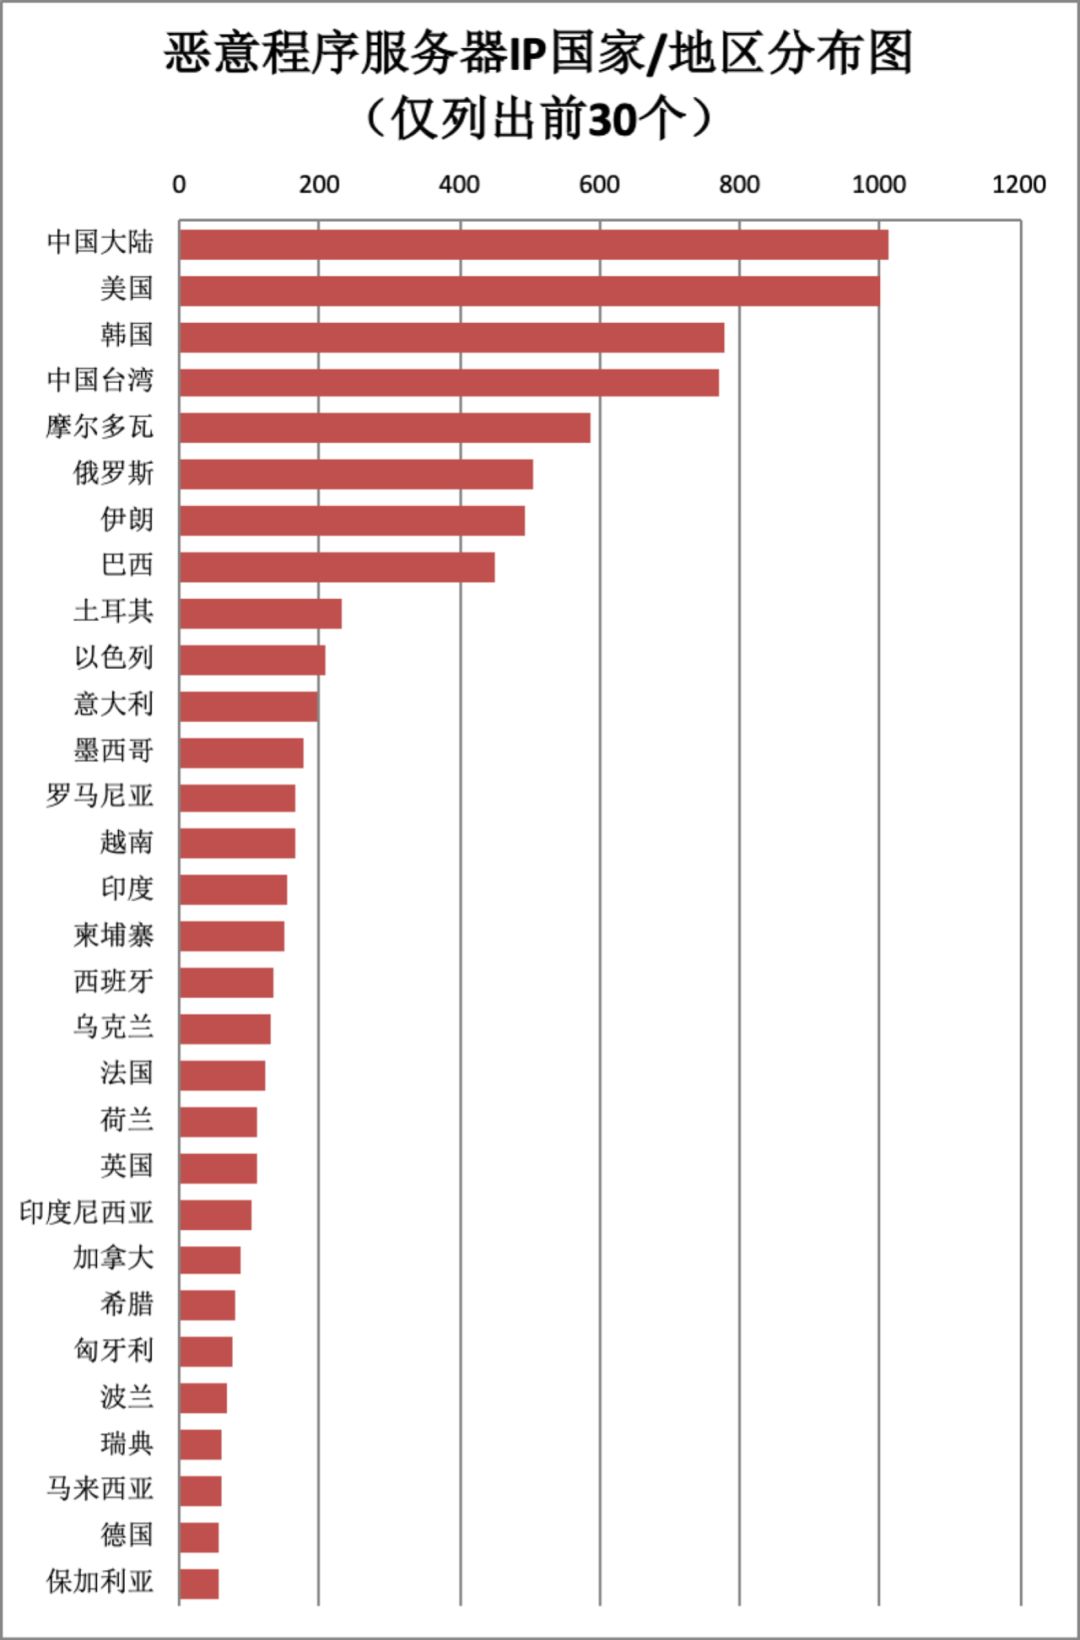 恶意程序服务器IP国家/地区分布图
（仅列出前30个）
0 200 400 600 800 1000 1200
中国大陆
美国
韩国
中国台湾
摩尔多瓦
俄罗斯
伊朗
巴西
土耳其
以色列
意大利
墨西哥
罗马尼亚
越南
印度
柬埔寨
西班牙
乌克兰
法国
荷兰
英国
印度尼西亚
加拿大
希腊
匈牙利
波兰
瑞典
马来西亚
德国
保加利亚